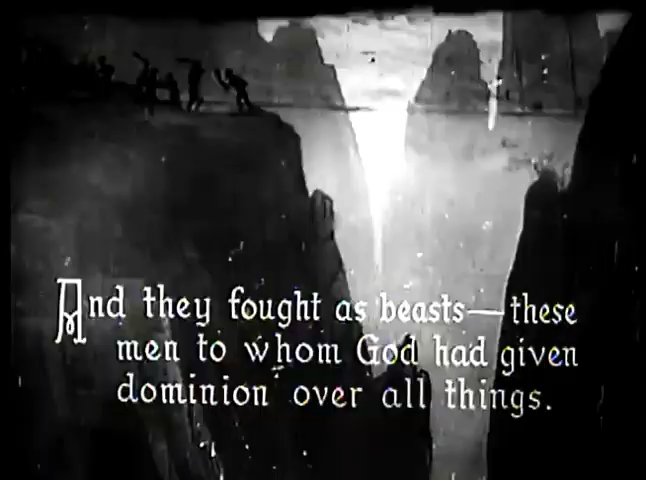 And they fought as beasts—these
men to whom God had given
dominion over all things.